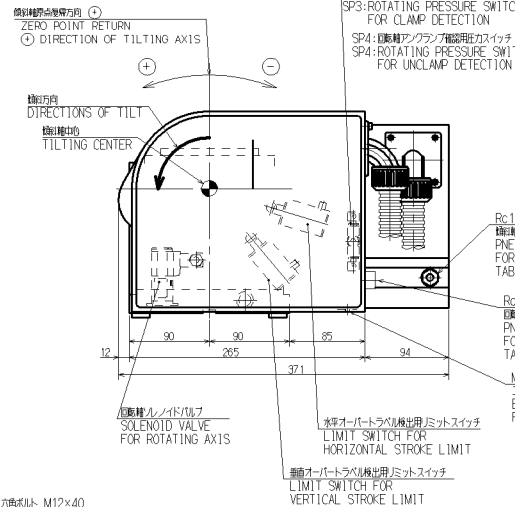 傾斜軸原点復帰方向 (+)
ZERO POINT RETURN
(+) DIRECTION OF TILTING AXIS
SP3:ROTATING PRESSURE SWITC
FOR CLAMP DETECTION
SP4:回転軸アンクランプ確認用圧力スイッチ
SP4:ROTATING PRESSURE SWIT
FOR UNCLAMP DETECTION
(+) (-)
傾斜方向
DIRECTIONS OF TILT
傾斜軸中心
TILTING CENTER
Rc1
傾斜軸
PNE
FOR
TAB
Rc
回転
PN
FO
TA
M
90 90 85
12 265 94
371
回転軸ソレノイドバルブ
SOLENOID VALVE
FOR ROTATING AXIS
水平オーバートラベル検出用リミットスイッチ
LIMIT SWITCH FOR
HORIZONTAL STROKE LIMIT
垂直オーバートラベル検出用リミットスイッチ
LIMIT SWITCH FOR
VERTICAL STROKE LIMIT
六角ボルト M12×40